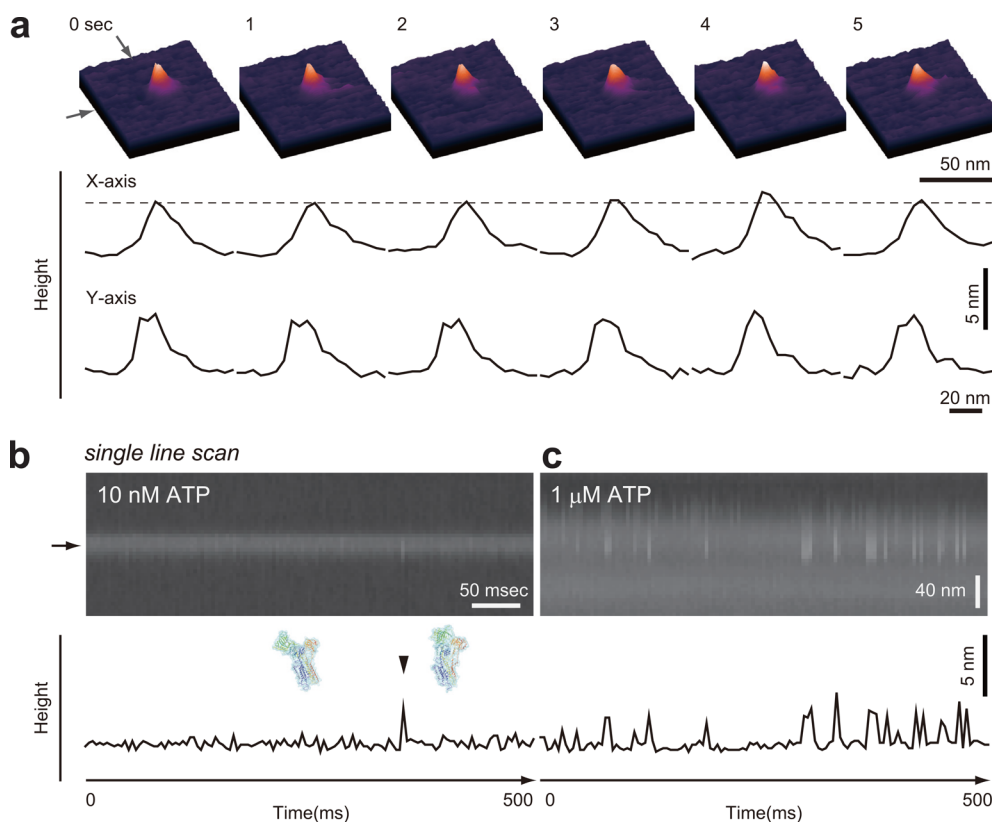 a
0 sec 1 2 3 4 5
50 nm
X-axis
Height
Y-axis
5 nm
20 nm
b
single line scan
c
10 nM ATP
1 μM ATP
50 msec
40 nm
Height
5 nm
0 500
0 500
Time(ms)
Time(ms)